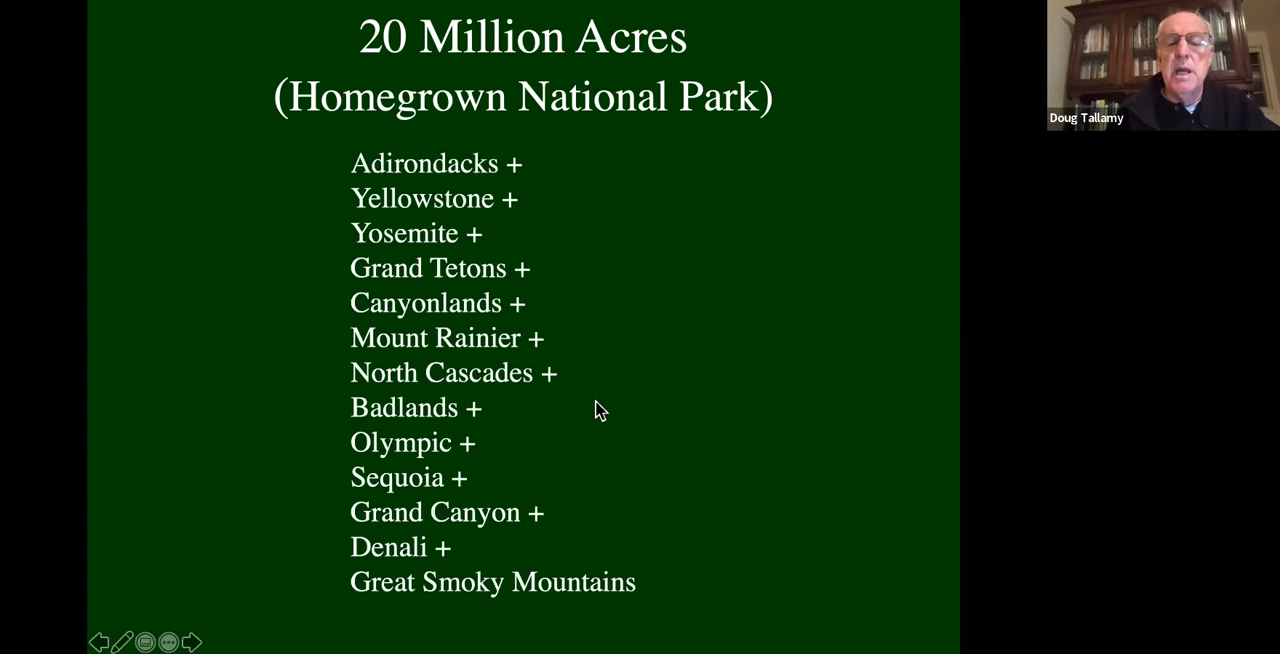 20 Million Acres
(Homegrown National Park)
Adirondacks +
Yellowstone +
Yosemite +
Grand Tetons +
Canyonlands +
Mount Rainier +
North Cascades +
Badlands +
Olympic +
Sequoia +
Grand Canyon +
Denali +
Great Smoky Mountains
Doug Tallamy